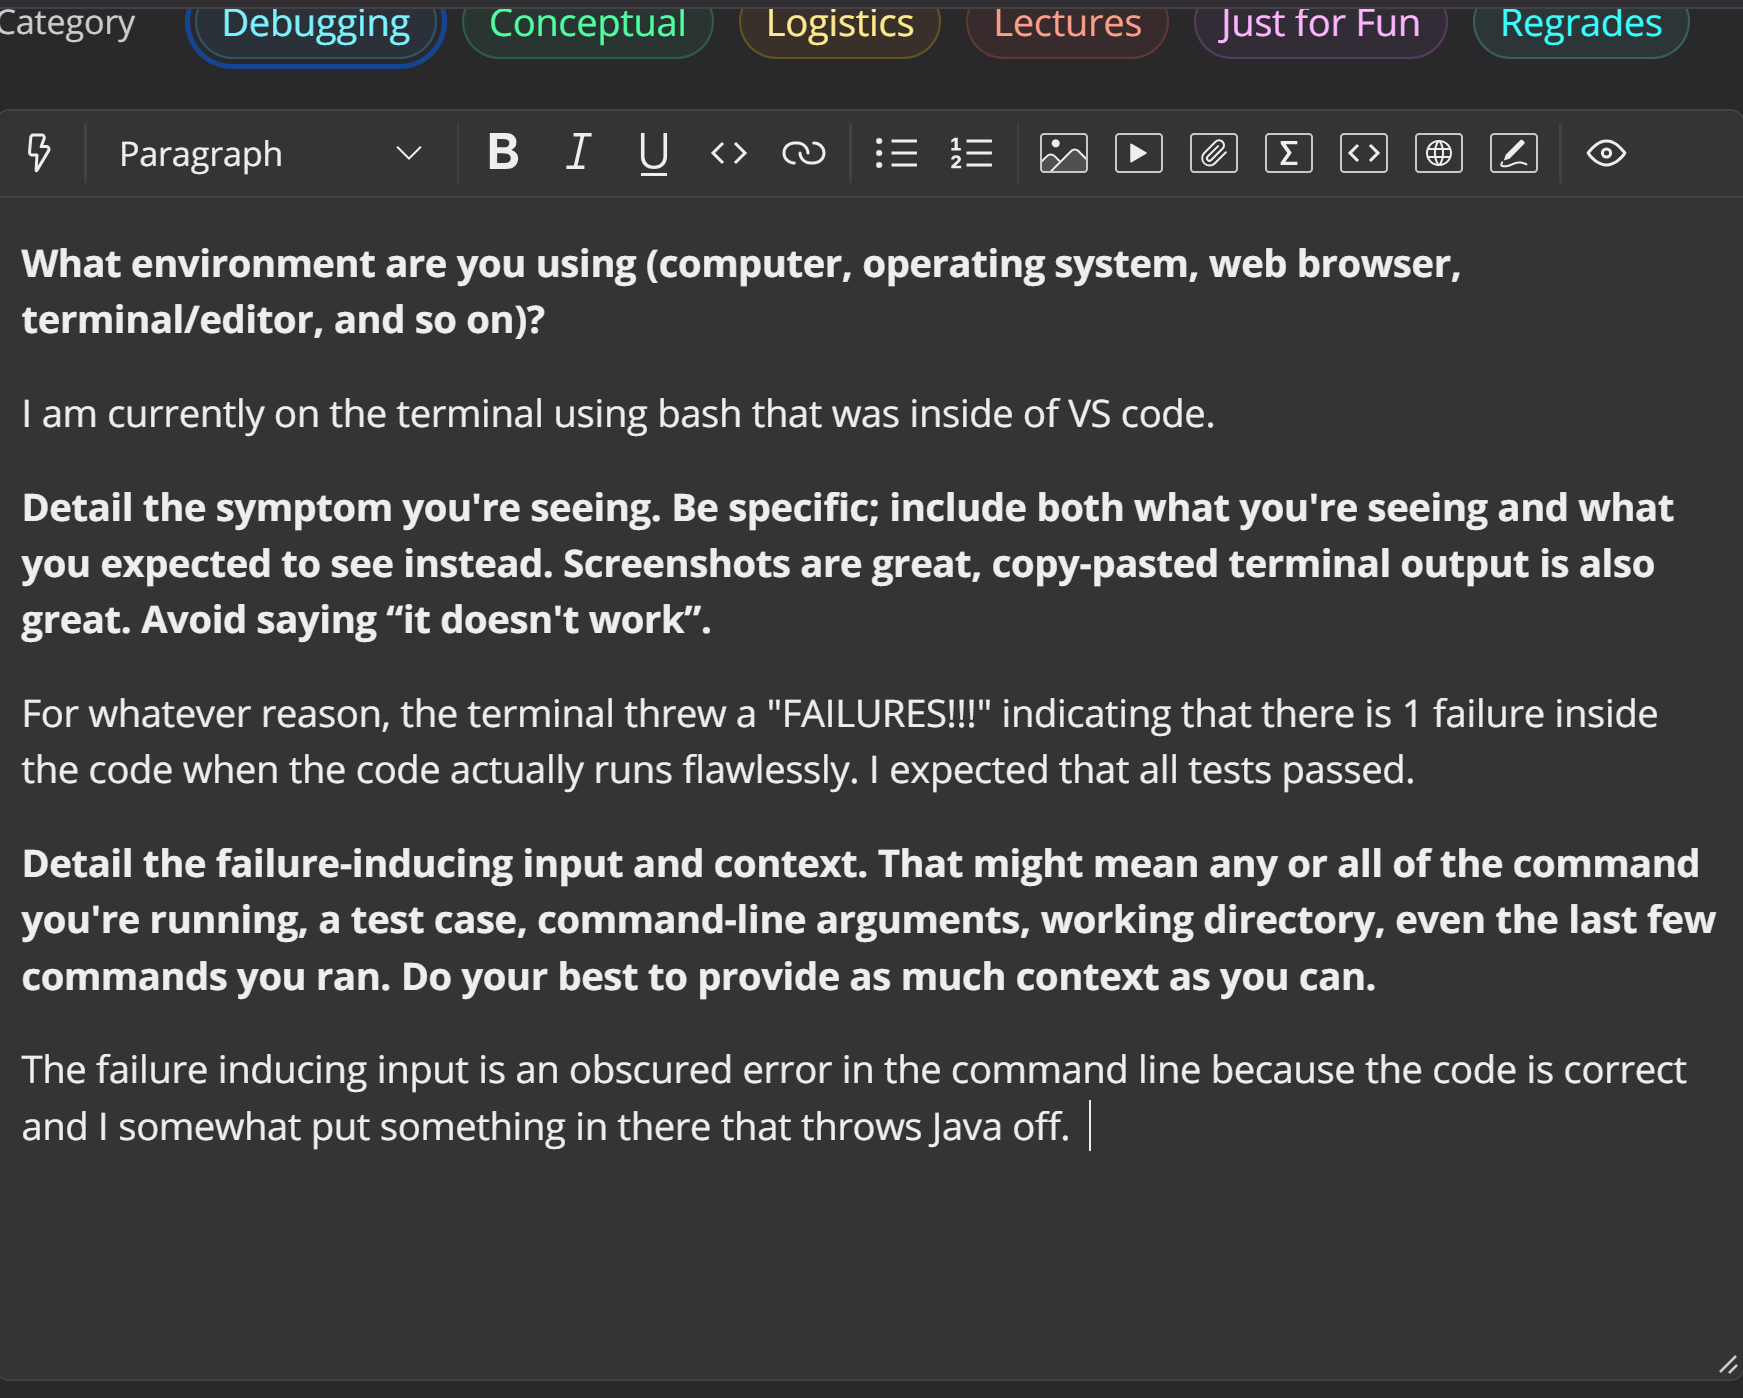 Category Debugging Conceptual Logistics Lectures Just for Fun Regrades
Paragraph B I U
What environment are you using (computer, operating system, web browser,
terminal/editor, and so on)?
I am currently on the terminal using bash that was inside of VS code.
Detail the symptom you're seeing. Be specific; include both what you're seeing and what
you expected to see instead. Screenshots are great, copy-pasted terminal output is also
great. Avoid saying “it doesn't work”.
For whatever reason, the terminal threw a "FAILURES!!!" indicating that there is 1 failure inside
the code when the code actually runs flawlessly. I expected that all tests passed.
Detail the failure-inducing input and context. That might mean any or all of the command
you're running, a test case, command-line arguments, working directory, even the last few
commands you ran. Do your best to provide as much context as you can.
The failure inducing input is an obscured error in the command line because the code is correct
and I somewhat put something in there that throws Java off.